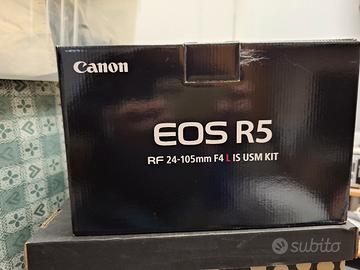 Canon
EOS R5
RF 24-105mm F4 L IS USM KIT
subito